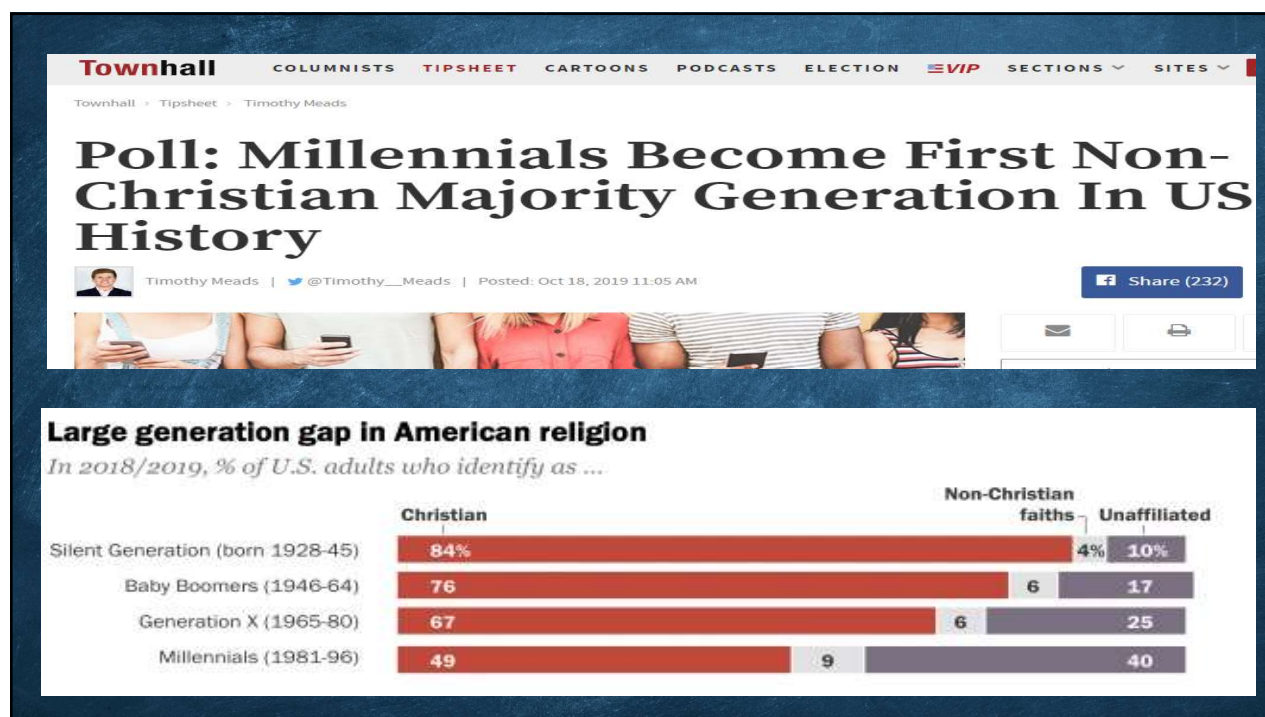 Townhall COLUMNISTS TIPSHEET CARTOONS PODCASTS ELECTION VIP SECTIONS SITES
Townhall > Tipsheet > Timothy Meads
Poll: Millennials Become First Non-
Christian Majority Generation In US
History
Timothy Meads | @Timothy__Meads | Posted: Oct 18, 2019 11:05 AM
Share (232)
Large generation gap in American religion
In 2018/2019, % of U.S. adults who identify as ...
Non-Christian
Christian faiths Unaffiliated
Silent Generation (born 1928-45) 84% 4% 10%
Baby Boomers (1946-64) 76 6 17
Generation X (1965-80) 67 6 25
Millennials (1981-96) 49 9 40